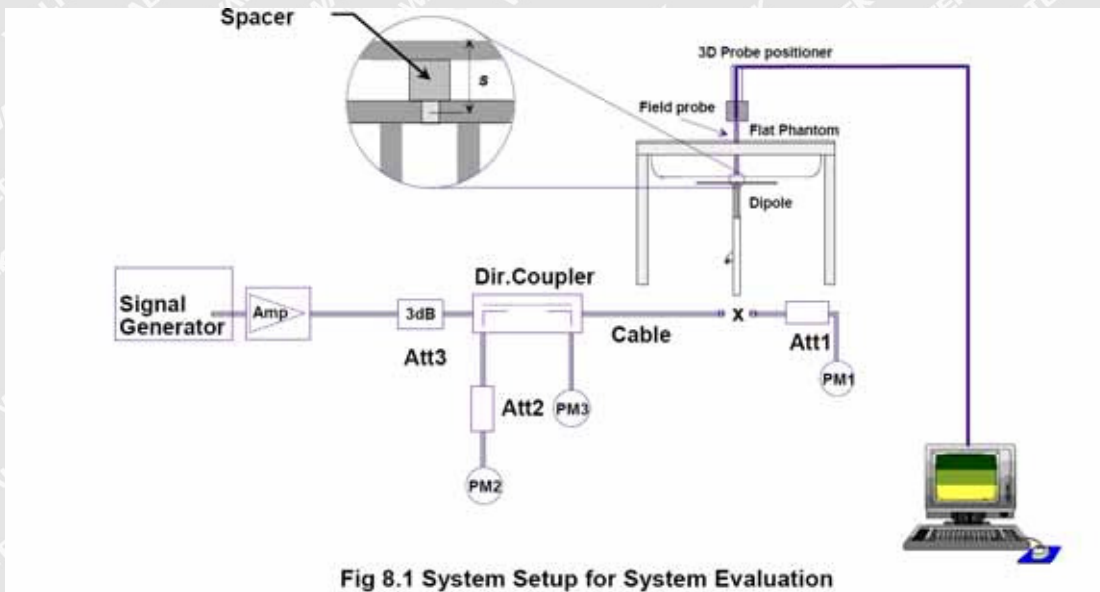 Spacer
s
3D Probe positioner
Field probe
Flat Phantom
Dipole
Signal
Generator
Amp
3dB
Att3
Dir.Coupler
Att2
PM2
PM3
Cable
x
Att1
PM1
Fig 8.1 System Setup for System Evaluation